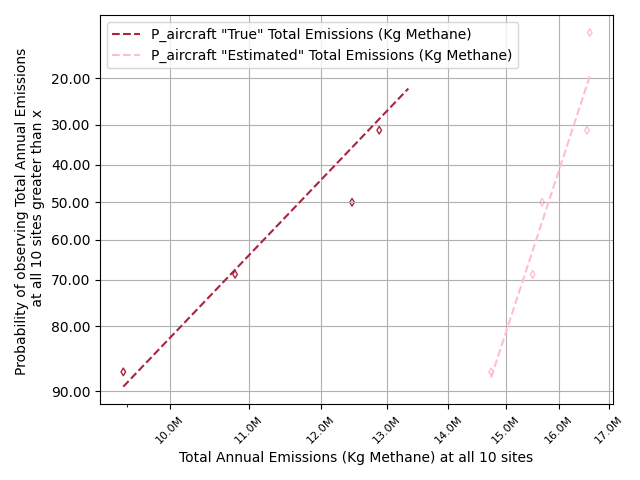 P_aircraft "True" Total Emissions (Kg Methane)
P_aircraft "Estimated" Total Emissions (Kg Methane)
Probability of observing Total Annual Emissions
at all 10 sites greater than x
20.00
30.00
40.00
50.00
60.00
70.00
80.00
90.00
10.0M
11.0M
12.0M
13.0M
14.0M
15.0M
16.0M
17.0M
Total Annual Emissions (Kg Methane) at all 10 sites